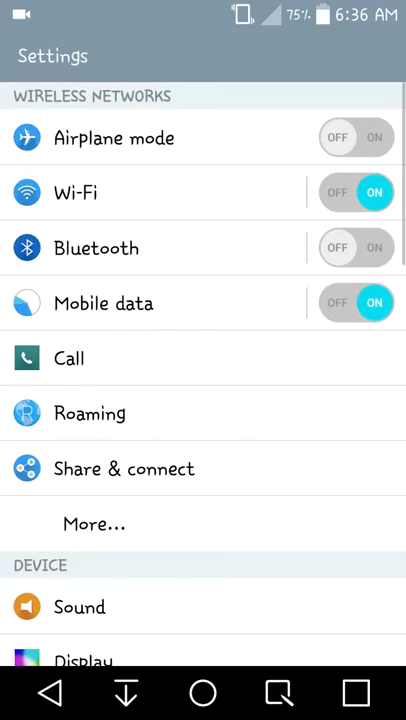 75% 6:36 AM
Settings
WIRELESS NETWORKS
Airplane mode OFF ON
Wi-Fi OFF ON
Bluetooth OFF ON
Mobile data OFF ON
Call
Roaming
Share & connect
More...
DEVICE
Sound
Display